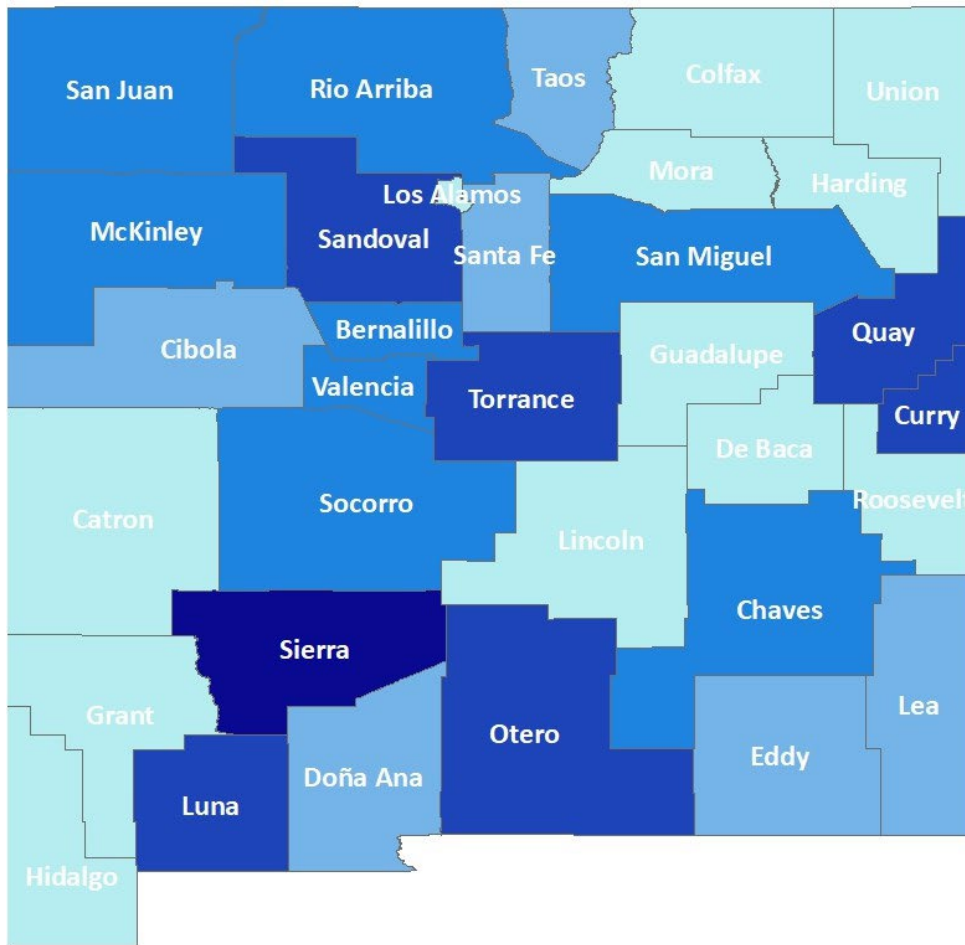 Taos
Colfax
San Juan
Rio Arriba
Union
Mora
Harding
Los Alamos
McKinley
Sandoval
Santa Fe
San Miguel
Bernalillo
Quay
Cibola
Guadalupe
Valencia
Torrance
Curry
De Baca
Catron
Socorro
Roosevelt
Lincoln
Chaves
Sierra
Grant
Lea
Otero
Eddy
Doña Ana
Luna
Hidalgo